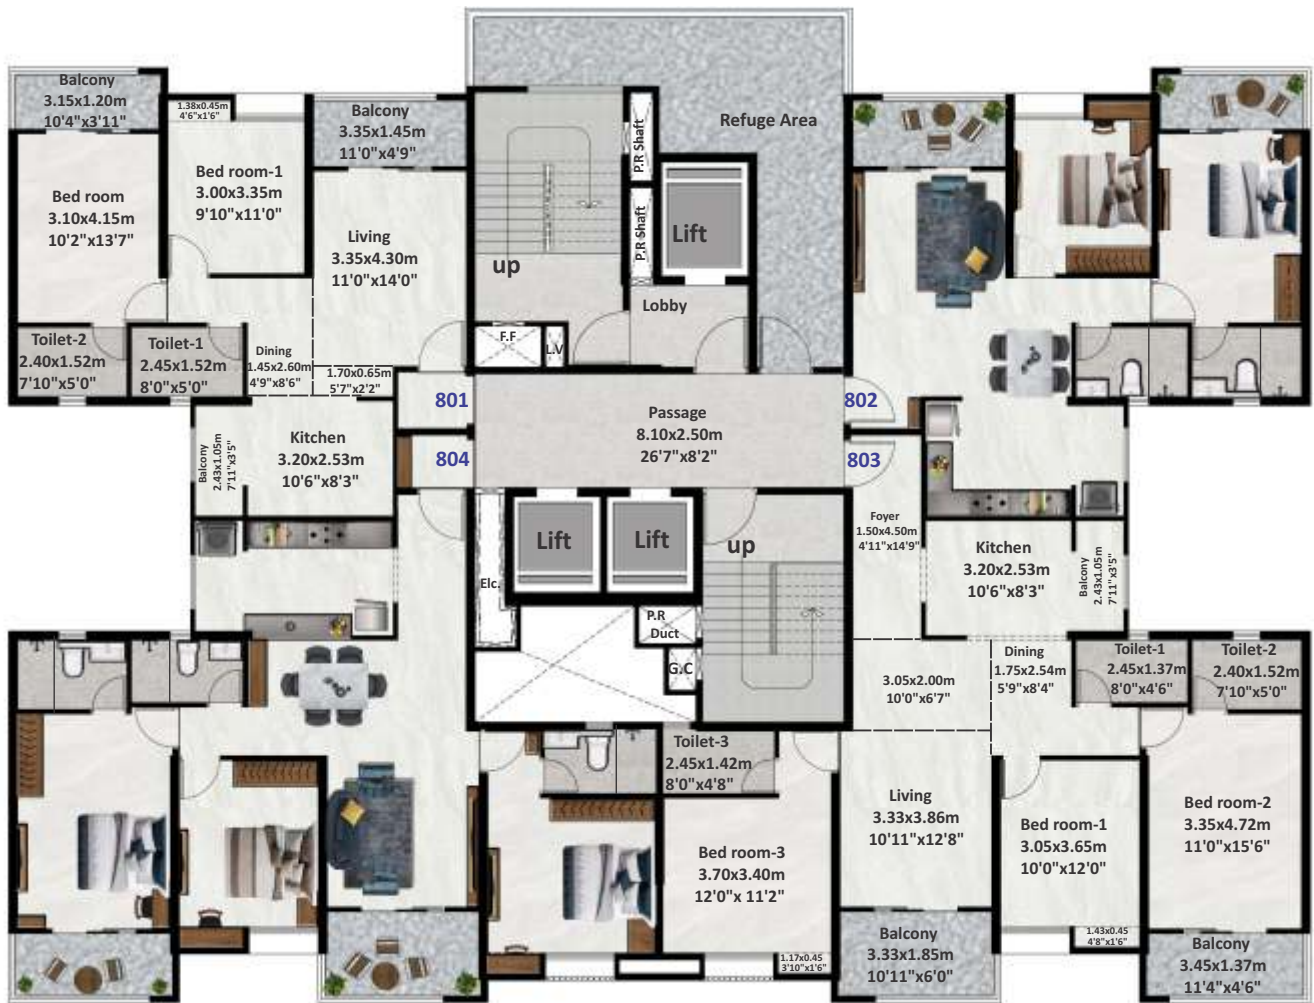 Balcony
3.15x1.20m
10'4"x3'11"
1.38x0.45m
4'6"x1'6"
Balcony
3.35x1.45m
11'0"x4'9"
Bed room
3.10x4.15m
10'2"x13'7"
Bed room-1
3.00x3.35m
9'10"x11'0"
Living
3.35x4.30m
11'0"x14'0"
up
P.R Shaft
P.R Shaft
Lift
Refuge Area
Lobby
F.F
L.V
Toilet-2
2.40x1.52m
7'10"x5'0"
Toilet-1
2.45x1.52m
8'0"x5'0"
Dining
1.45x2.60m
4'9"x8'6"
1.70x0.65m
5'7"x2'2"
801
802
Passage
8.10x2.50m
26'7"x8'2"
804
803
Balcony
2.43x1.05m
7'11"x3'5"
Kitchen
3.20x2.53m
10'6"x8'3"
Lift
Lift
up
Elc.
Foyer
1.50x4.50m
4'11"x14'9"
Kitchen
3.20x2.53m
10'6"x8'3"
Balcony
2.43x1.05m
7'11"x3'5"
P.R
Duct
G.C
3.05x2.00m
10'0"x6'7"
Dining
1.75x2.54m
5'9"x8'4"
Toilet-1
2.45x1.37m
8'0"x4'6"
Toilet-2
2.40x1.52m
7'10"x5'0"
Toilet-3
2.45x1.42m
8'0"x4'8"
Living
3.33x3.86m
10'11"x12'8"
Bed room-1
3.05x3.65m
10'0"x12'0"
Bed room-2
3.35x4.72m
11'0"x15'6"
Bed room-3
3.70x3.40m
12'0"x 11'2"
1.17x0.45
3'10"x1'6"
Balcony
3.33x1.85m
10'11"x6'0"
1.43x0.45
4'8"x1'6"
Balcony
3.45x1.37m
11'4"x4'6"